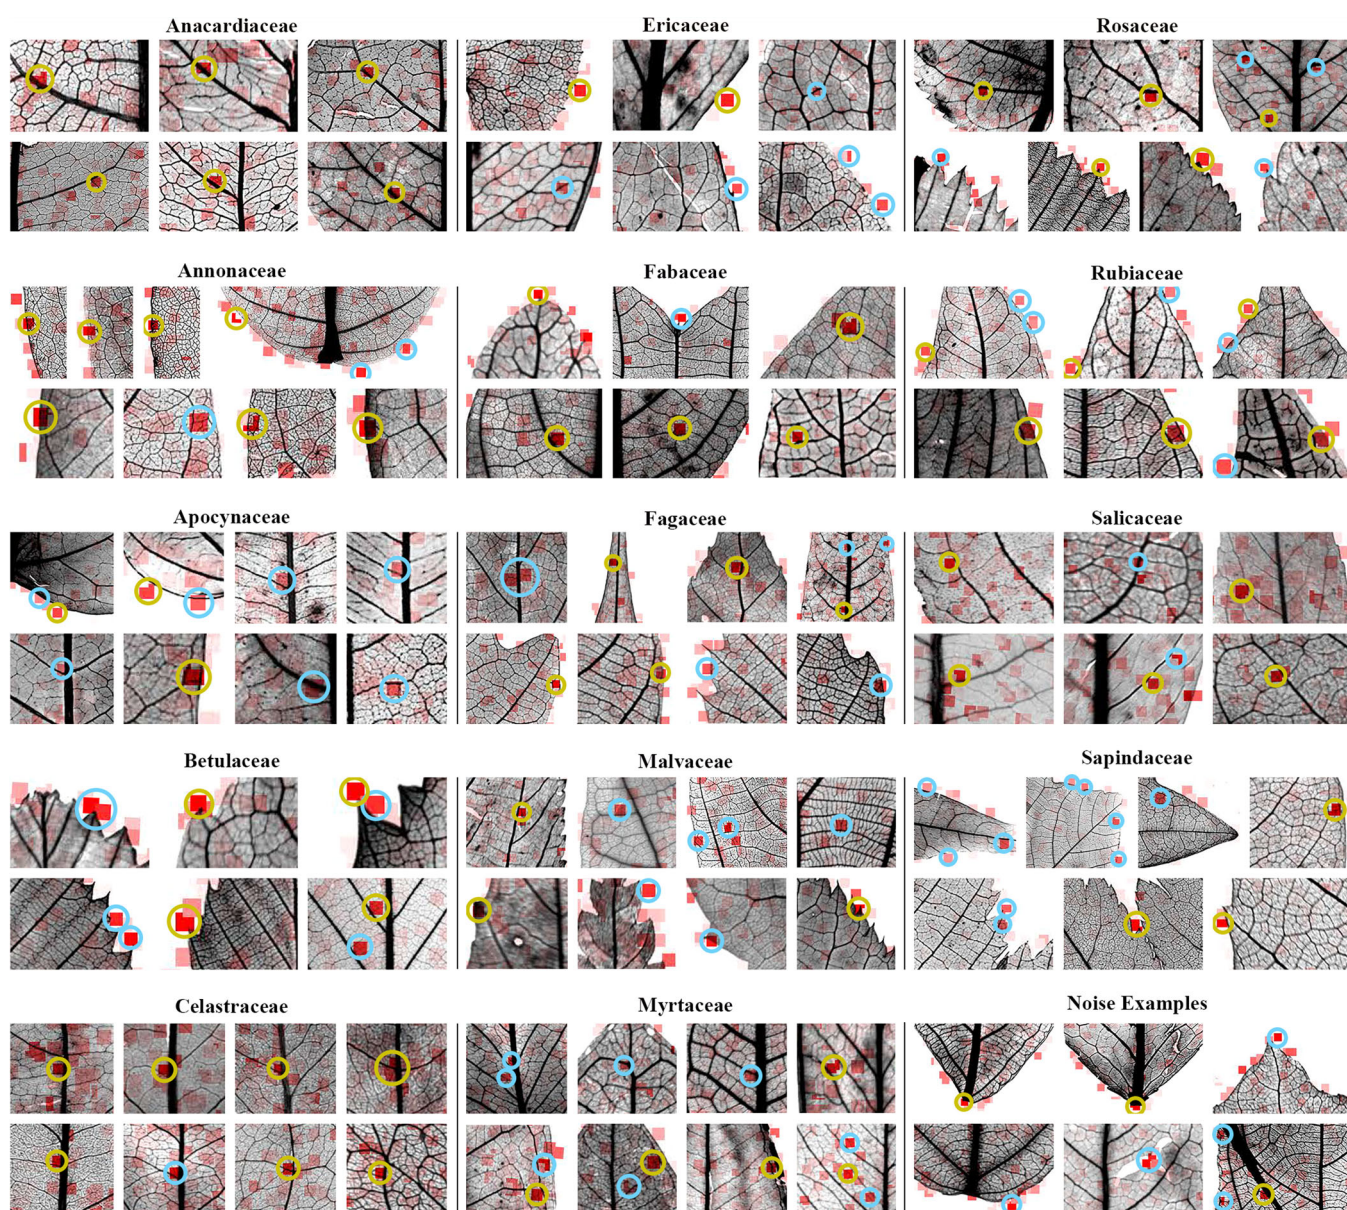 Anacardiaceae
Ericaceae
Rosaceae
Annonaceae
Fabaceae
Rubiaceae
Apocynaceae
Fagaceae
Salicaceae
Betulaceae
Malvaceae
Sapindaceae
Celastraceae
Myrtaceae
Noise Examples